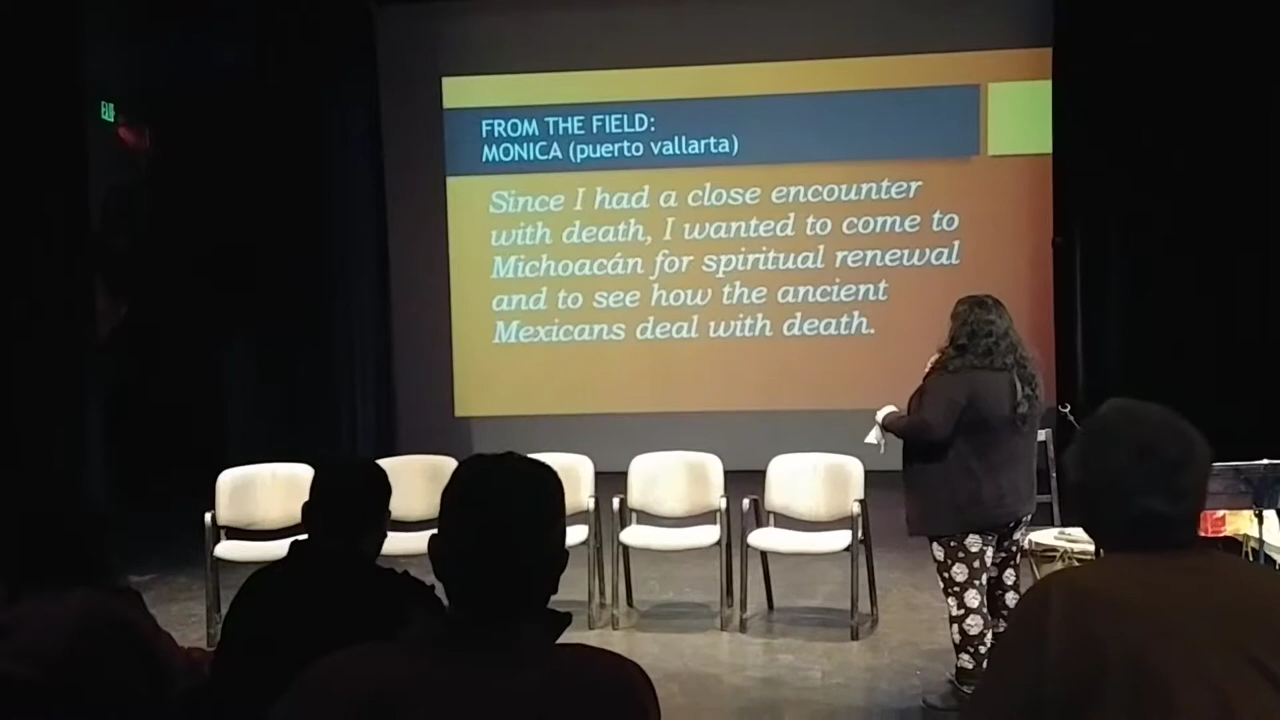 EXIT
FROM THE FIELD:
MONICA (puerto vallarta)
Since I had a close encounter
with death, I wanted to come to
Michoacán for spiritual renewal
and to see how the ancient
Mexicans deal with death.